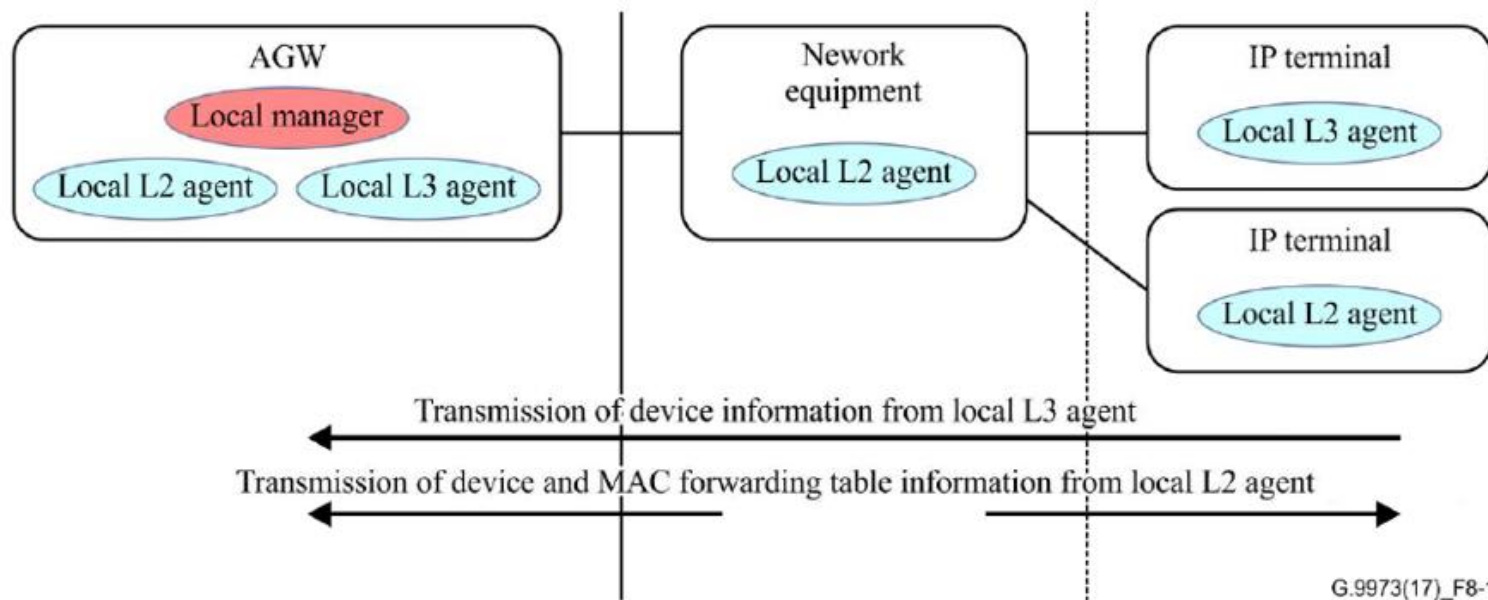 AGW
Local manager
Local L2 agent
Local L3 agent
Nework
equipment
Local L2 agent
IP terminal
Local L3 agent
IP terminal
Local L2 agent
Transmission of device information from local L3 agent
Transmission of device and MAC forwarding table information from local L2 agent
G.9973(17)_F8-